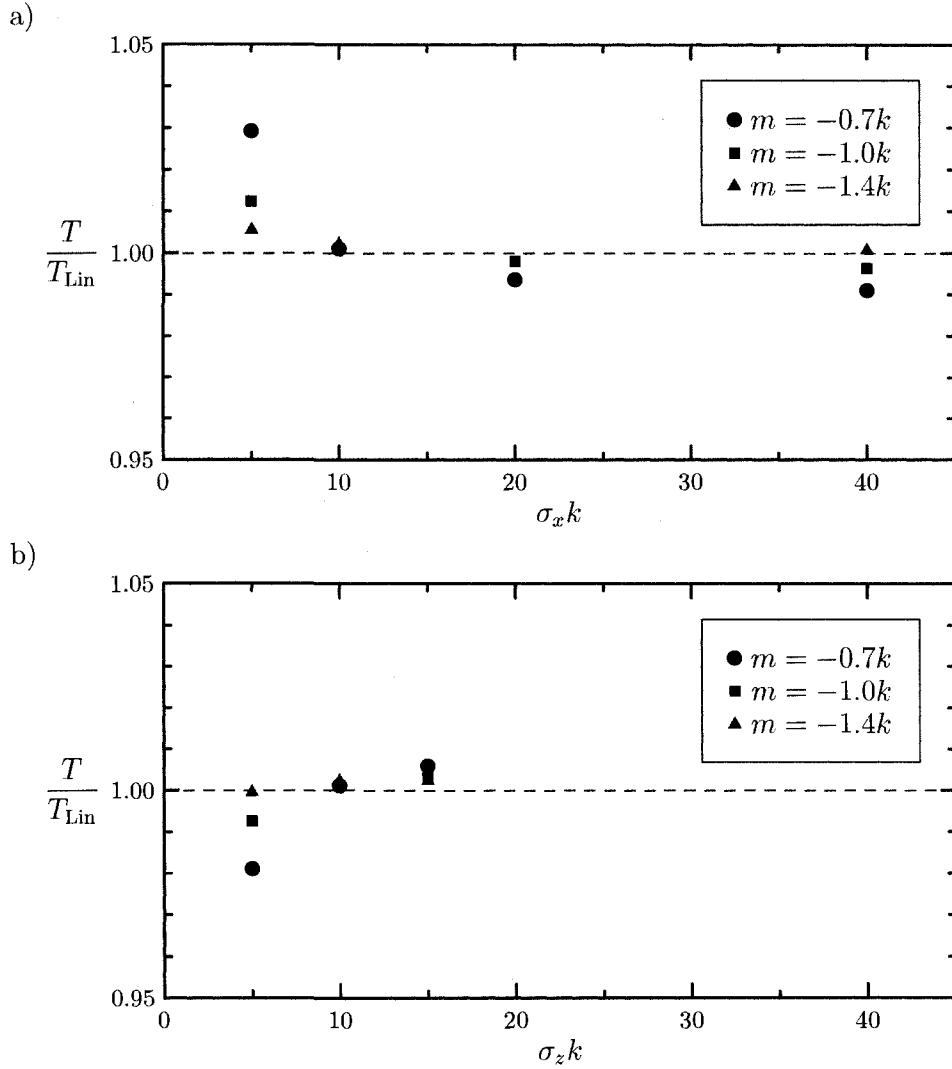 a)
1.05
● m = −0.7k
■ m = −1.0k
▲ m = −1.4k
T
T_Lin
1.00
0.95
0 10 20 30 40
σ_x k
b)
1.05
● m = −0.7k
■ m = −1.0k
▲ m = −1.4k
T
T_Lin
1.00
0.95
0 10 20 30 40
σ_z k